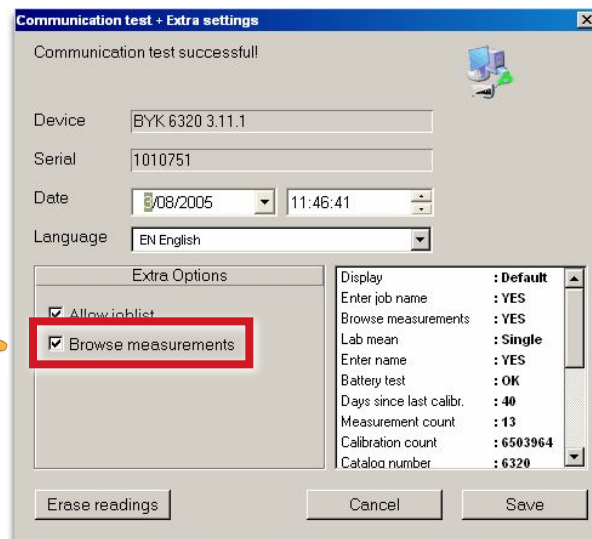 Communication test + Extra settings
Communication test successful!
Device BYK 6320 3.11.1
Serial 1010751
Date 3/08/2005 11:46:41
Language EN English
Extra Options
Allow joblist
Browse measurements
Display : Default
Enter job name : YES
Browse measurements : YES
Lab mean : Single
Enter name : YES
Battery test : OK
Days since last calibr. : 40
Measurement count : 13
Calibration count : 6503964
Catalog number : 6320
Erase readings Cancel Save